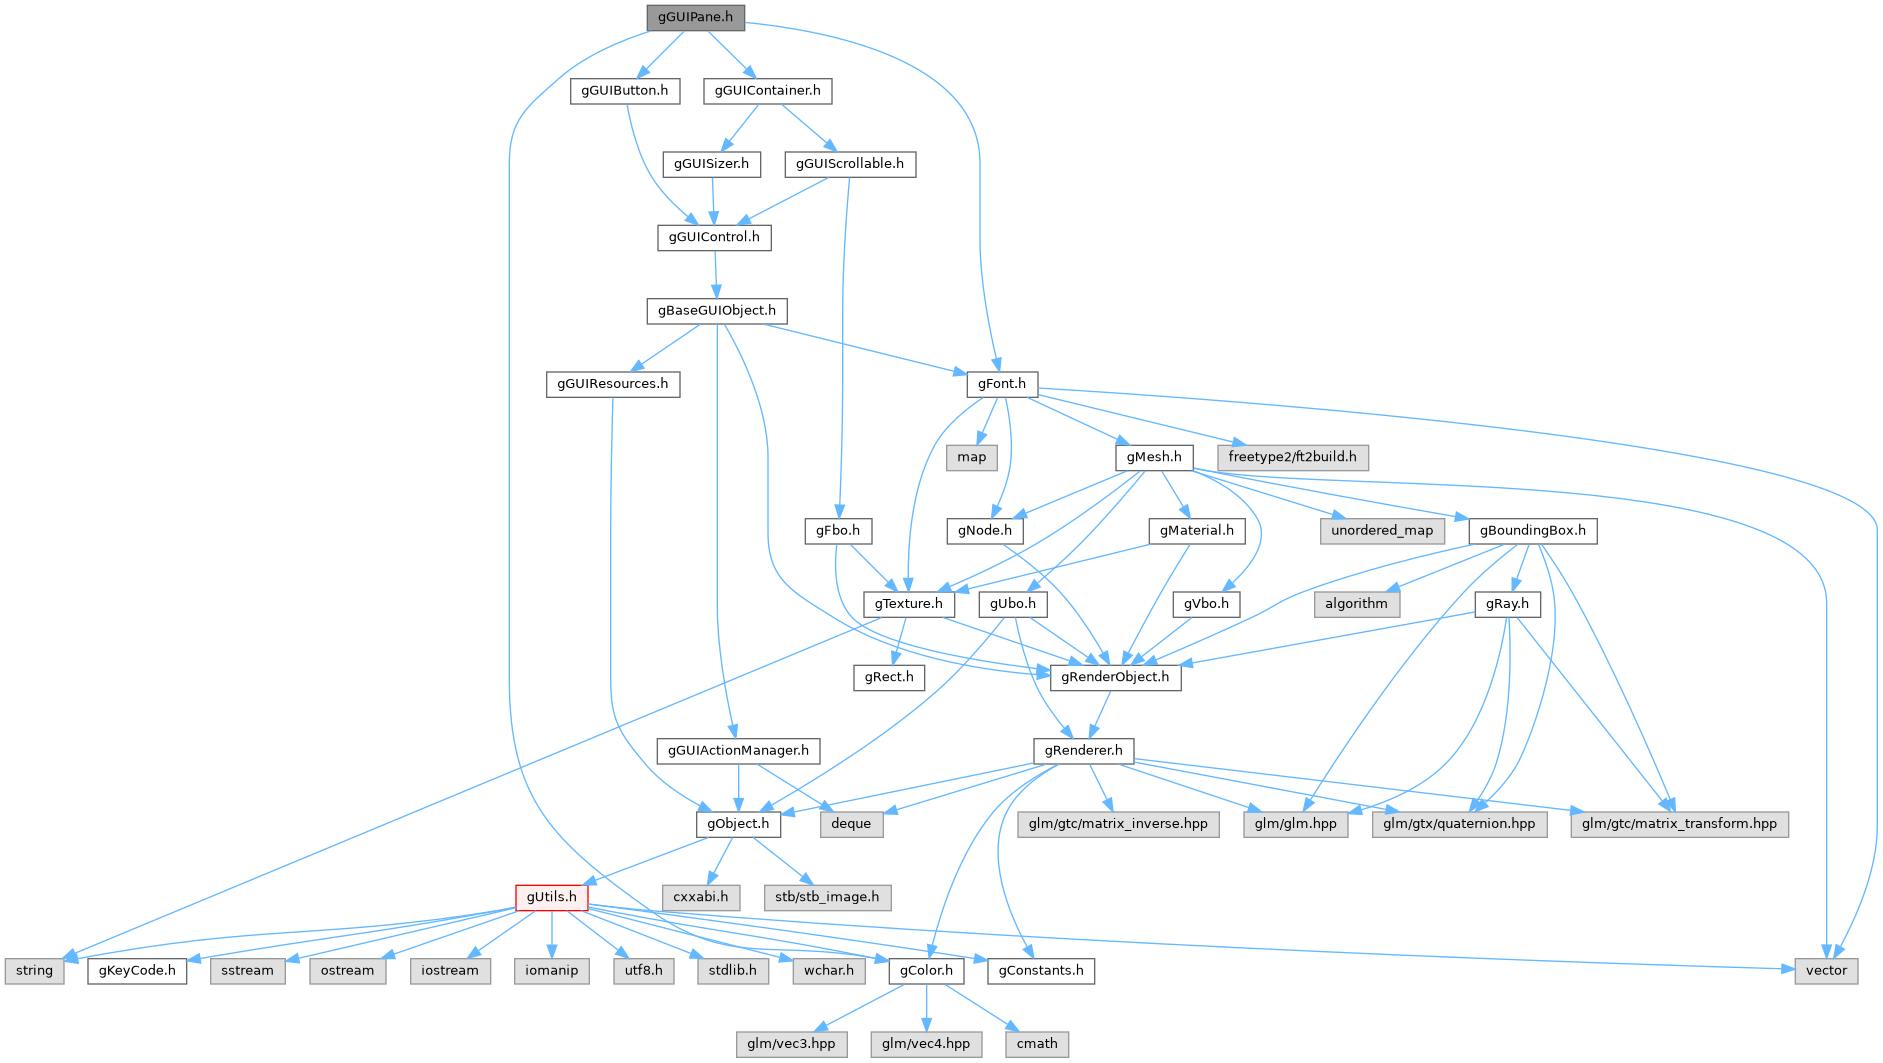 gGUIPane.h
gGUIButton.h
gGUIContainer.h
gGUISizer.h
gGUIScrollable.h
gGUIControl.h
gBaseGUIObject.h
gGUIResources.h
gFont.h
map
gMesh.h
freetype2/ft2build.h
gFbo.h
gNode.h
gMaterial.h
unordered_map
gBoundingBox.h
gTexture.h
gUbo.h
gVbo.h
algorithm
gRay.h
gRect.h
gRenderObject.h
gGUIActionManager.h
gRenderer.h
gObject.h
deque
glm/gtc/matrix_inverse.hpp
glm/glm.hpp
glm/gtx/quaternion.hpp
glm/gtc/matrix_transform.hpp
gUtils.h
cxxabi.h
stb/stb_image.h
string
gKeyCode.h
sstream
ostream
iostream
iomanip
utf8.h
stdlib.h
wchar.h
gColor.h
gConstants.h
vector
glm/vec3.hpp
glm/vec4.hpp
cmath